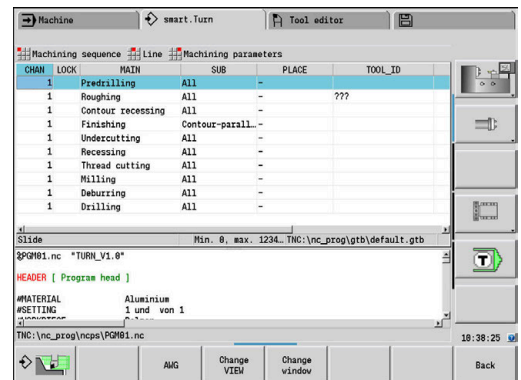 Machine
smart.Turn
Tool editor
Machining sequence Line Machining parameters
CHAN LOCK MAIN SUB PLACE TOOL_ID
1 Predrilling All -
1 Roughing All - ???
1 Contour recessing All -
1 Finishing Contour-parall… -
1 Undercutting All -
1 Recessing All -
1 Thread cutting All -
1 Milling All -
1 Deburring All -
1 Drilling All -
Slide Min. 0, max. 1234… TNC:\nc_prog\gtb\default.gtb
%PGM01.nc "TURN_V1.0"
HEADER [ Program head ]
#MATERIAL Aluminium
#SETTING 1 und von 1
TNC:\nc_prog\ncps\PGM01.nc
T
18:38:25
AWG
Change VIEW
Change window
Back